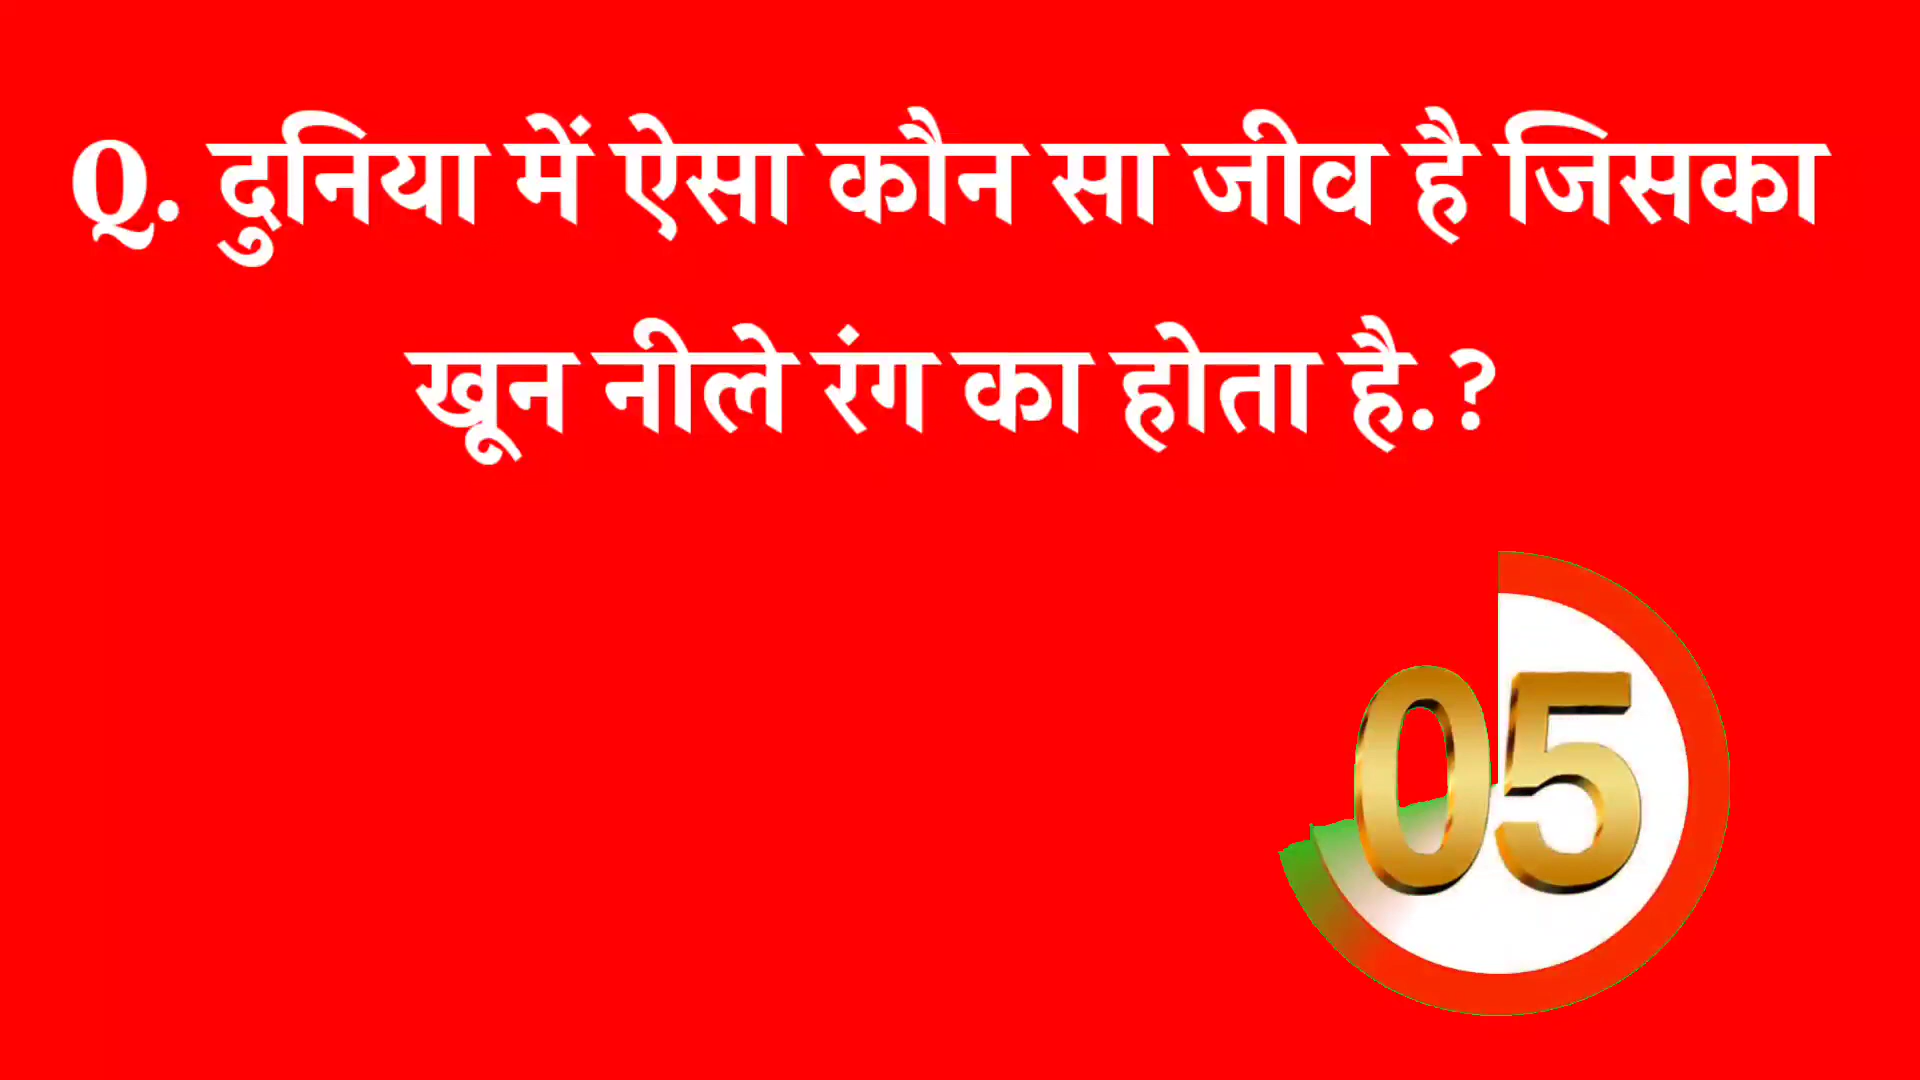 Q. दुनिया में ऐसा कौन सा जीव है जिसका
खून नीले रंग का होता है.?
05